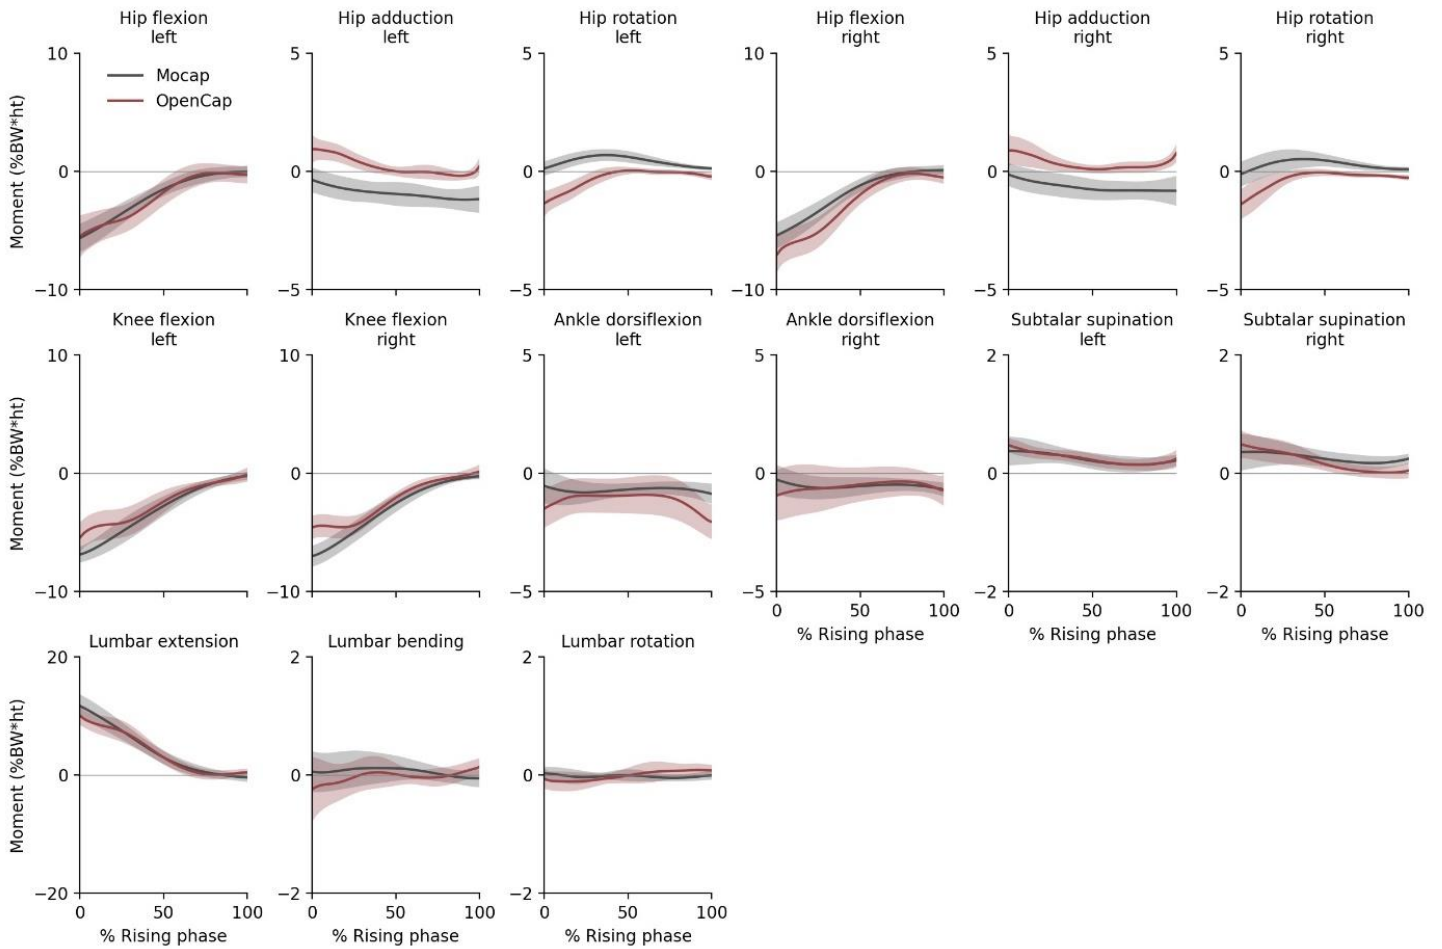 Hip flexion
left
Hip adduction
left
Hip rotation
left
Hip flexion
right
Hip adduction
right
Hip rotation
right
10
0
−10
5
0
−5
5
0
−5
10
0
−10
5
0
−5
5
0
−5
Mocap
OpenCap
Moment (%BW*ht)
Knee flexion
left
Knee flexion
right
Ankle dorsiflexion
left
Ankle dorsiflexion
right
Subtalar supination
left
Subtalar supination
right
10
0
−10
10
0
−10
5
0
−5
5
0
−5
2
0
−2
2
0
−2
Moment (%BW*ht)
0 50 100
% Rising phase
0 50 100
% Rising phase
0 50 100
% Rising phase
Lumbar extension
Lumbar bending
Lumbar rotation
20
0
−20
2
0
−2
2
0
−2
Moment (%BW*ht)
0 50 100
% Rising phase
0 50 100
% Rising phase
0 50 100
% Rising phase